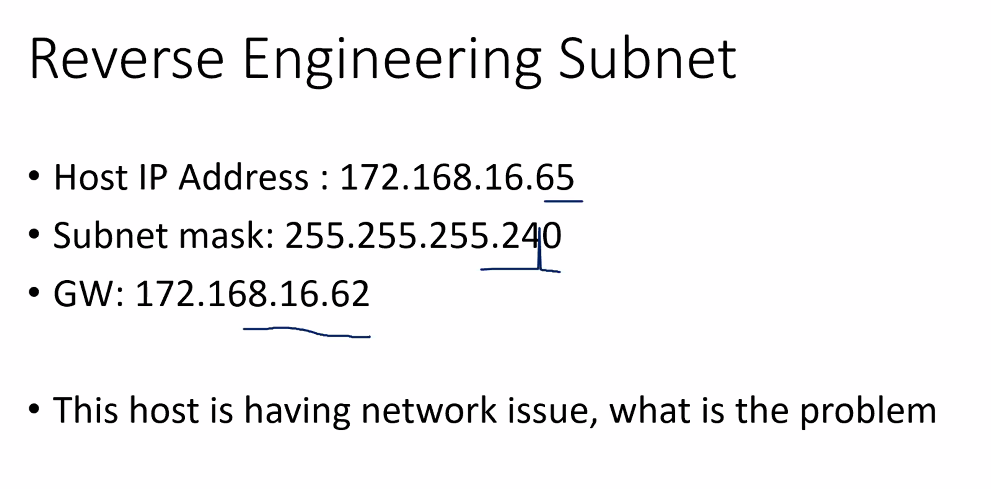 Reverse Engineering Subnet
• Host IP Address : 172.168.16.65
• Subnet mask: 255.255.255.240
• GW: 172.168.16.62
• This host is having network issue, what is the problem